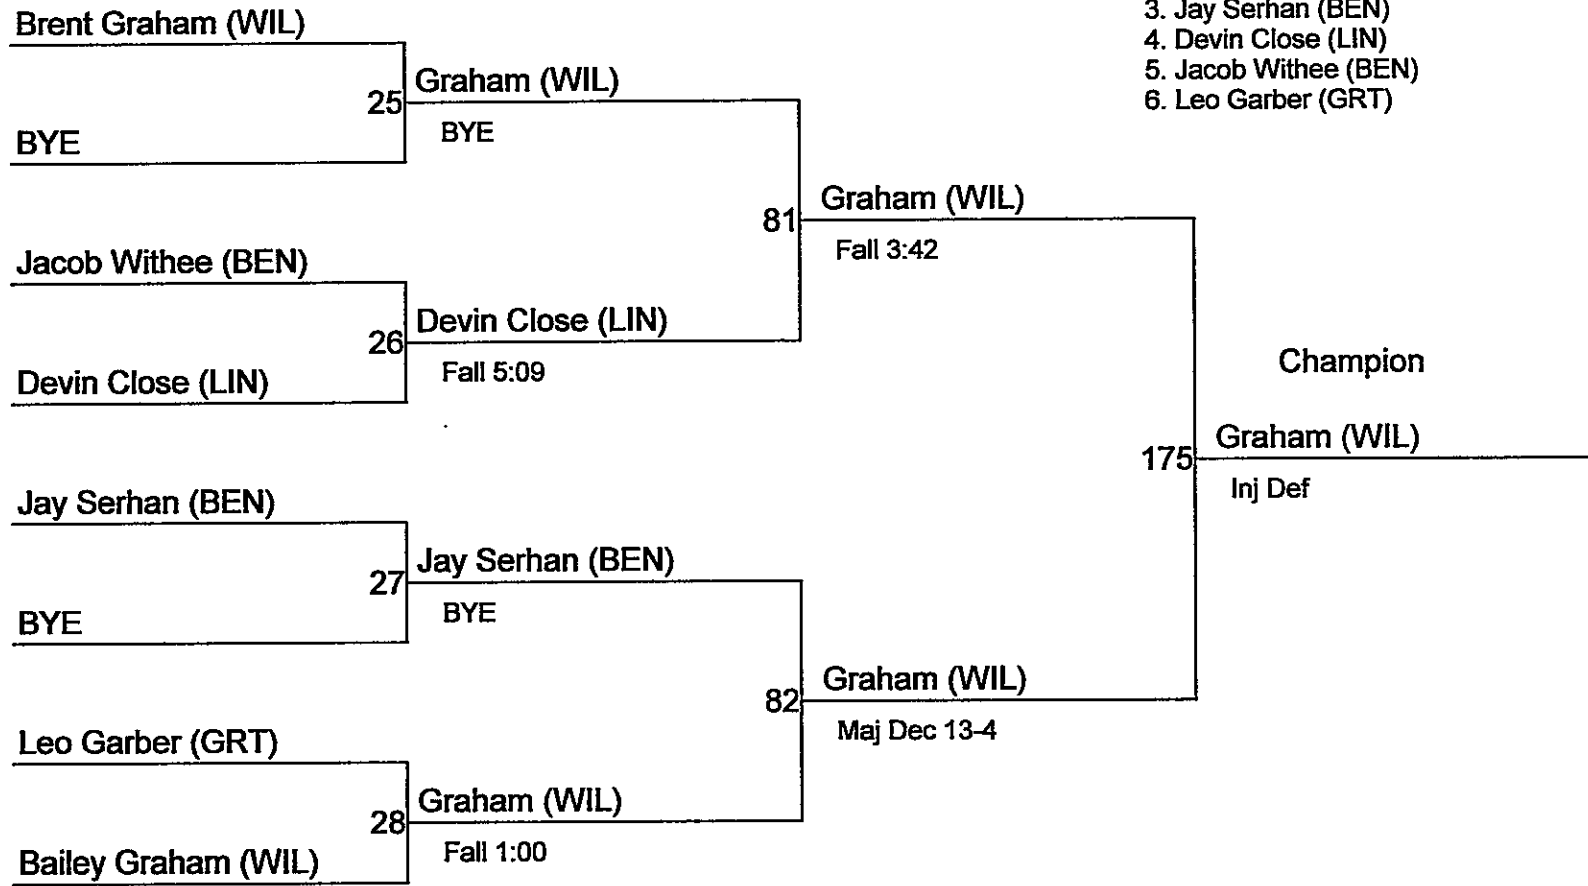 3. Jay Serhan (BEN)
4. Devin Close (LIN)
5. Jacob Withee (BEN)
6. Leo Garber (GRT)
Brent Graham (WIL)
25
Graham (WIL)
BYE
BYE
81
Graham (WIL)
Fall 3:42
Jacob Withee (BEN)
26
Devin Close (LIN)
Fall 5:09
Devin Close (LIN)
Champion
175
Graham (WIL)
Inj Def
Jay Serhan (BEN)
27
Jay Serhan (BEN)
BYE
BYE
82
Graham (WIL)
Maj Dec 13-4
Leo Garber (GRT)
28
Graham (WIL)
Fall 1:00
Bailey Graham (WIL)